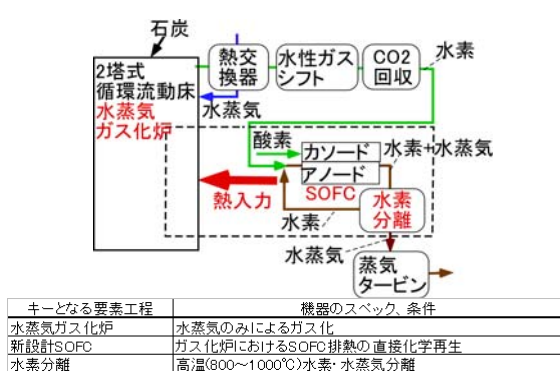 石炭
2塔式
循環流動床
水蒸気
ガス化炉
熱交
換器
水性ガス
シフト
CO2
回収
水素
水蒸気
酸素
カソード
アノード
SOFC
水素+水蒸気
熱入力
水素
水素
分離
水蒸気
蒸気
タービン
キーとなる要素工程 機器のスペック、条件
水蒸気ガス化炉 水蒸気のみによるガス化
新設計SOFC ガス化炉におけるSOFC排熱の直接化学再生
水素分離 高温(800~1000℃)水素・水蒸気分離